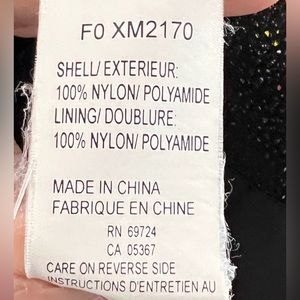 F0 XM2170
SHELL/ EXTERIEUR:
100% NYLON/ POLYAMIDE
LINING/ DOUBLURE:
100% NYLON/ POLYAMIDE
MADE IN CHINA
FABRIQUE EN CHINE
RN 69724
CA 05367
CARE ON REVERSE SIDE
INSTRUCTIONS D'ENTRETIEN AU